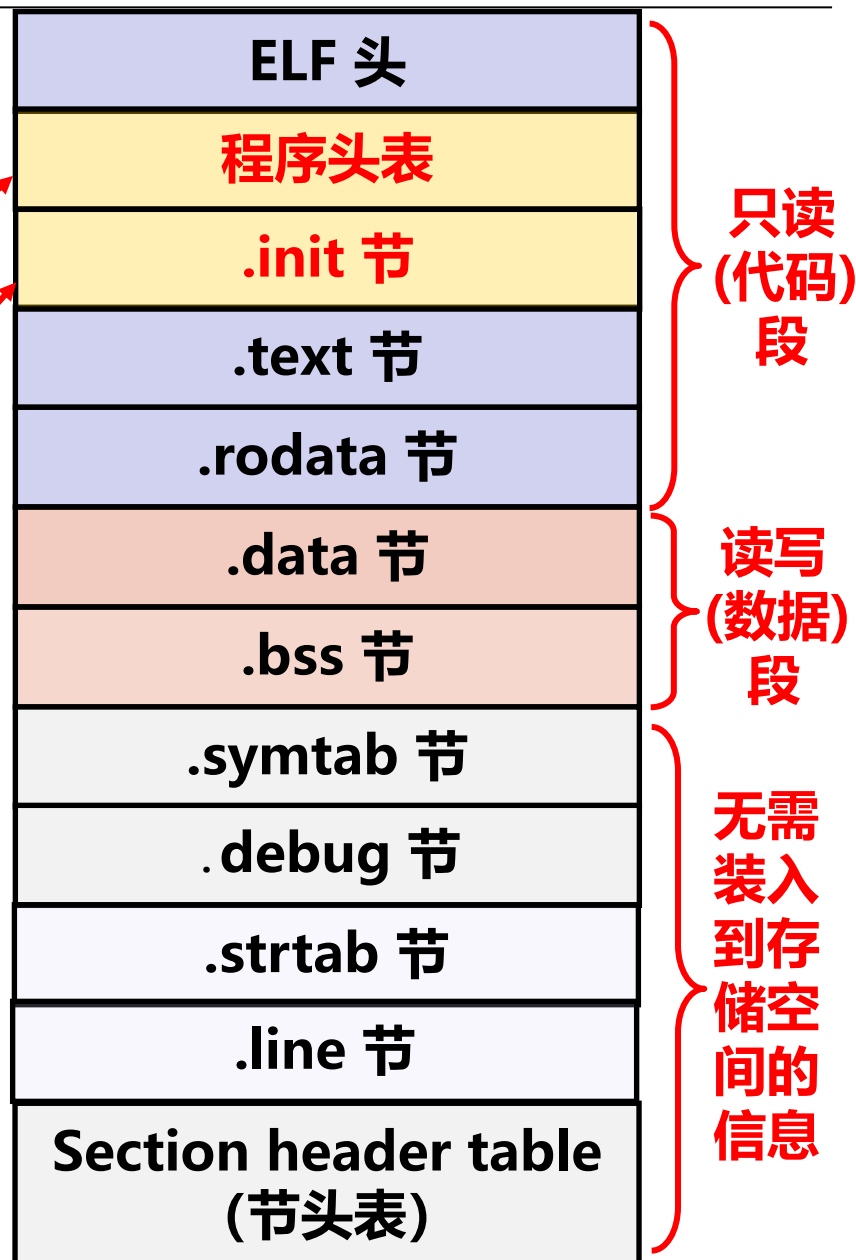 ELF 头
程序头表
.init 节
.text 节
.rodata 节
只读
(代码)
段
.data 节
.bss 节
读写
(数据)
段
.symtab 节
.debug 节
.strtab 节
.line 节
Section header table
(节头表)
无需
装入
到存
储空
间的
信息